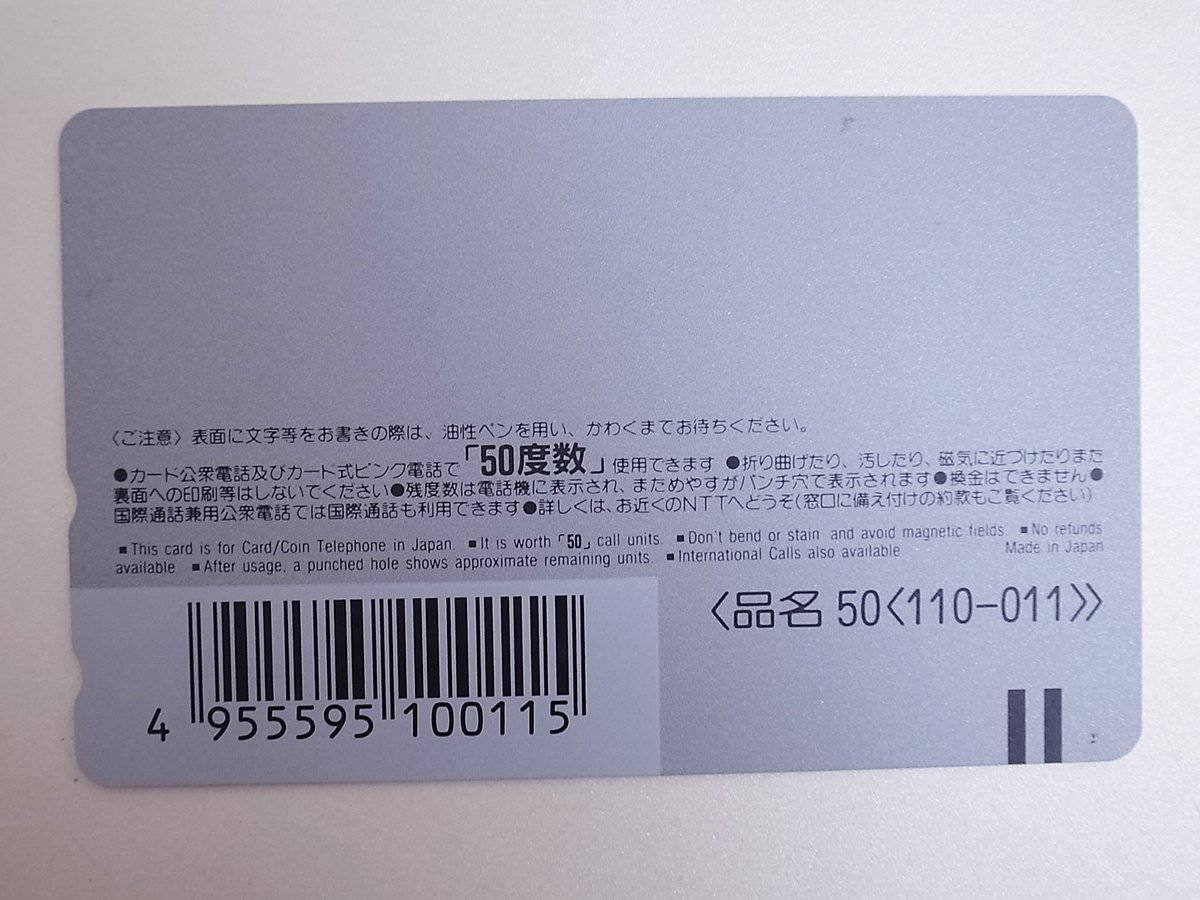 〈ご注意〉表面に文字等をお書きの際は、油性ペンを用い、かわくまでお待ちください。
●カード公衆電話及びカード式ピンク電話で「50度数」使用できます ●折り曲げたり、汚したり、磁気に近づけたりまた
裏面への印刷等はしないでください●残度数は電話機に表示され、まためやすがパンチ穴で表示されます●換金はできません●
国際通話兼用公衆電話では国際通話も利用できます●詳しくは、お近くのNTTへどうぞ(窓口に備え付けの約款もご覧ください)
■This card is for Card/Coin Telephone in Japan. ■It is worth「50」call units. ■Don't bend or stain and avoid magnetic fields. ■No refunds
available. ■After usage, a punched hole shows approximate remaining units. ■International Calls also available Made in Japan
〈品名 50〈110-011〉〉
4 955595 100115